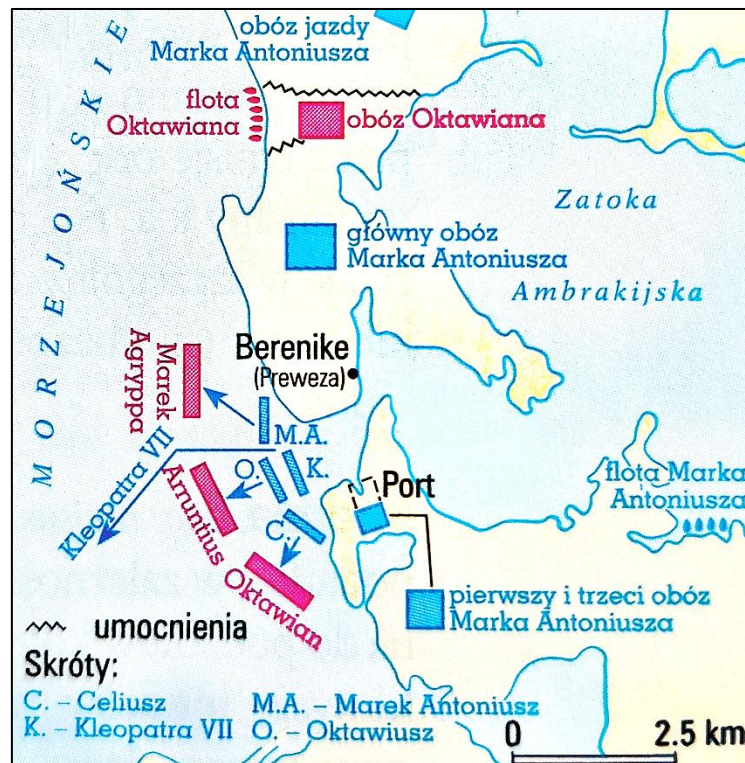 obóz jazdy
Marka Antoniusza
flota
Oktawiana
obóz Oktawiana
MORZE JOŃSKIE
Zatoka
Ambrakijska
główny obóz
Marka Antoniusza
Berenike
(Preweza)
Marek
Agryppa
M.A.
K.
O.
C.
Kleopatra VII
Arruntius
Oktawian
Port
flota Marka
Antoniusza
pierwszy i trzeci obóz
Marka Antoniusza
umocnienia
Skróty:
C. – Celiusz
M.A. – Marek Antoniusz
K. – Kleopatra VII
O. – Oktawiusz
0 2.5 km